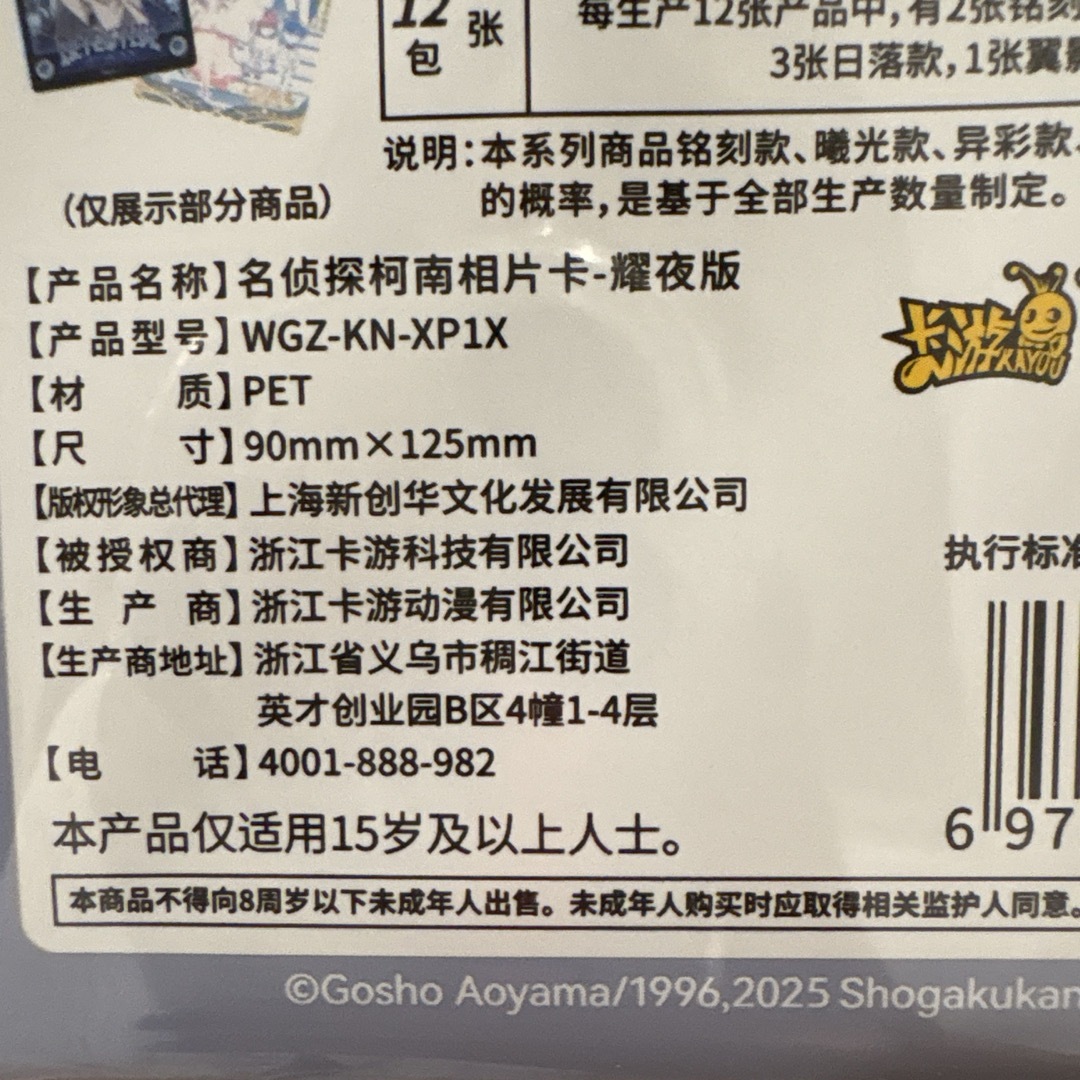 12
包
张
每生产12张产品中，有2张铭刻
3张日落款，1张翼
说明：本系列商品铭刻款、曦光款、异彩款、
的概率，是基于全部生产数量制定。
（仅展示部分商品）
【产品名称】名侦探柯南相片卡-耀夜版
【产品型号】WGZ-KN-XP1X
【材 质】PET
【尺 寸】90mm×125mm
【版权形象总代理】上海新创华文化发展有限公司
【被授权商】浙江卡游科技有限公司
【生 产 商】浙江卡游动漫有限公司
【生产商地址】浙江省义乌市稠江街道
英才创业园B区4幢1-4层
【电 话】4001-888-982
卡游
KAYOU
执行标准
6 97
本产品仅适用15岁及以上人士。
本商品不得向8周岁以下未成年人出售。未成年人购买时应取得相关监护人同意。
©Gosho Aoyama/1996,2025 Shogakukan